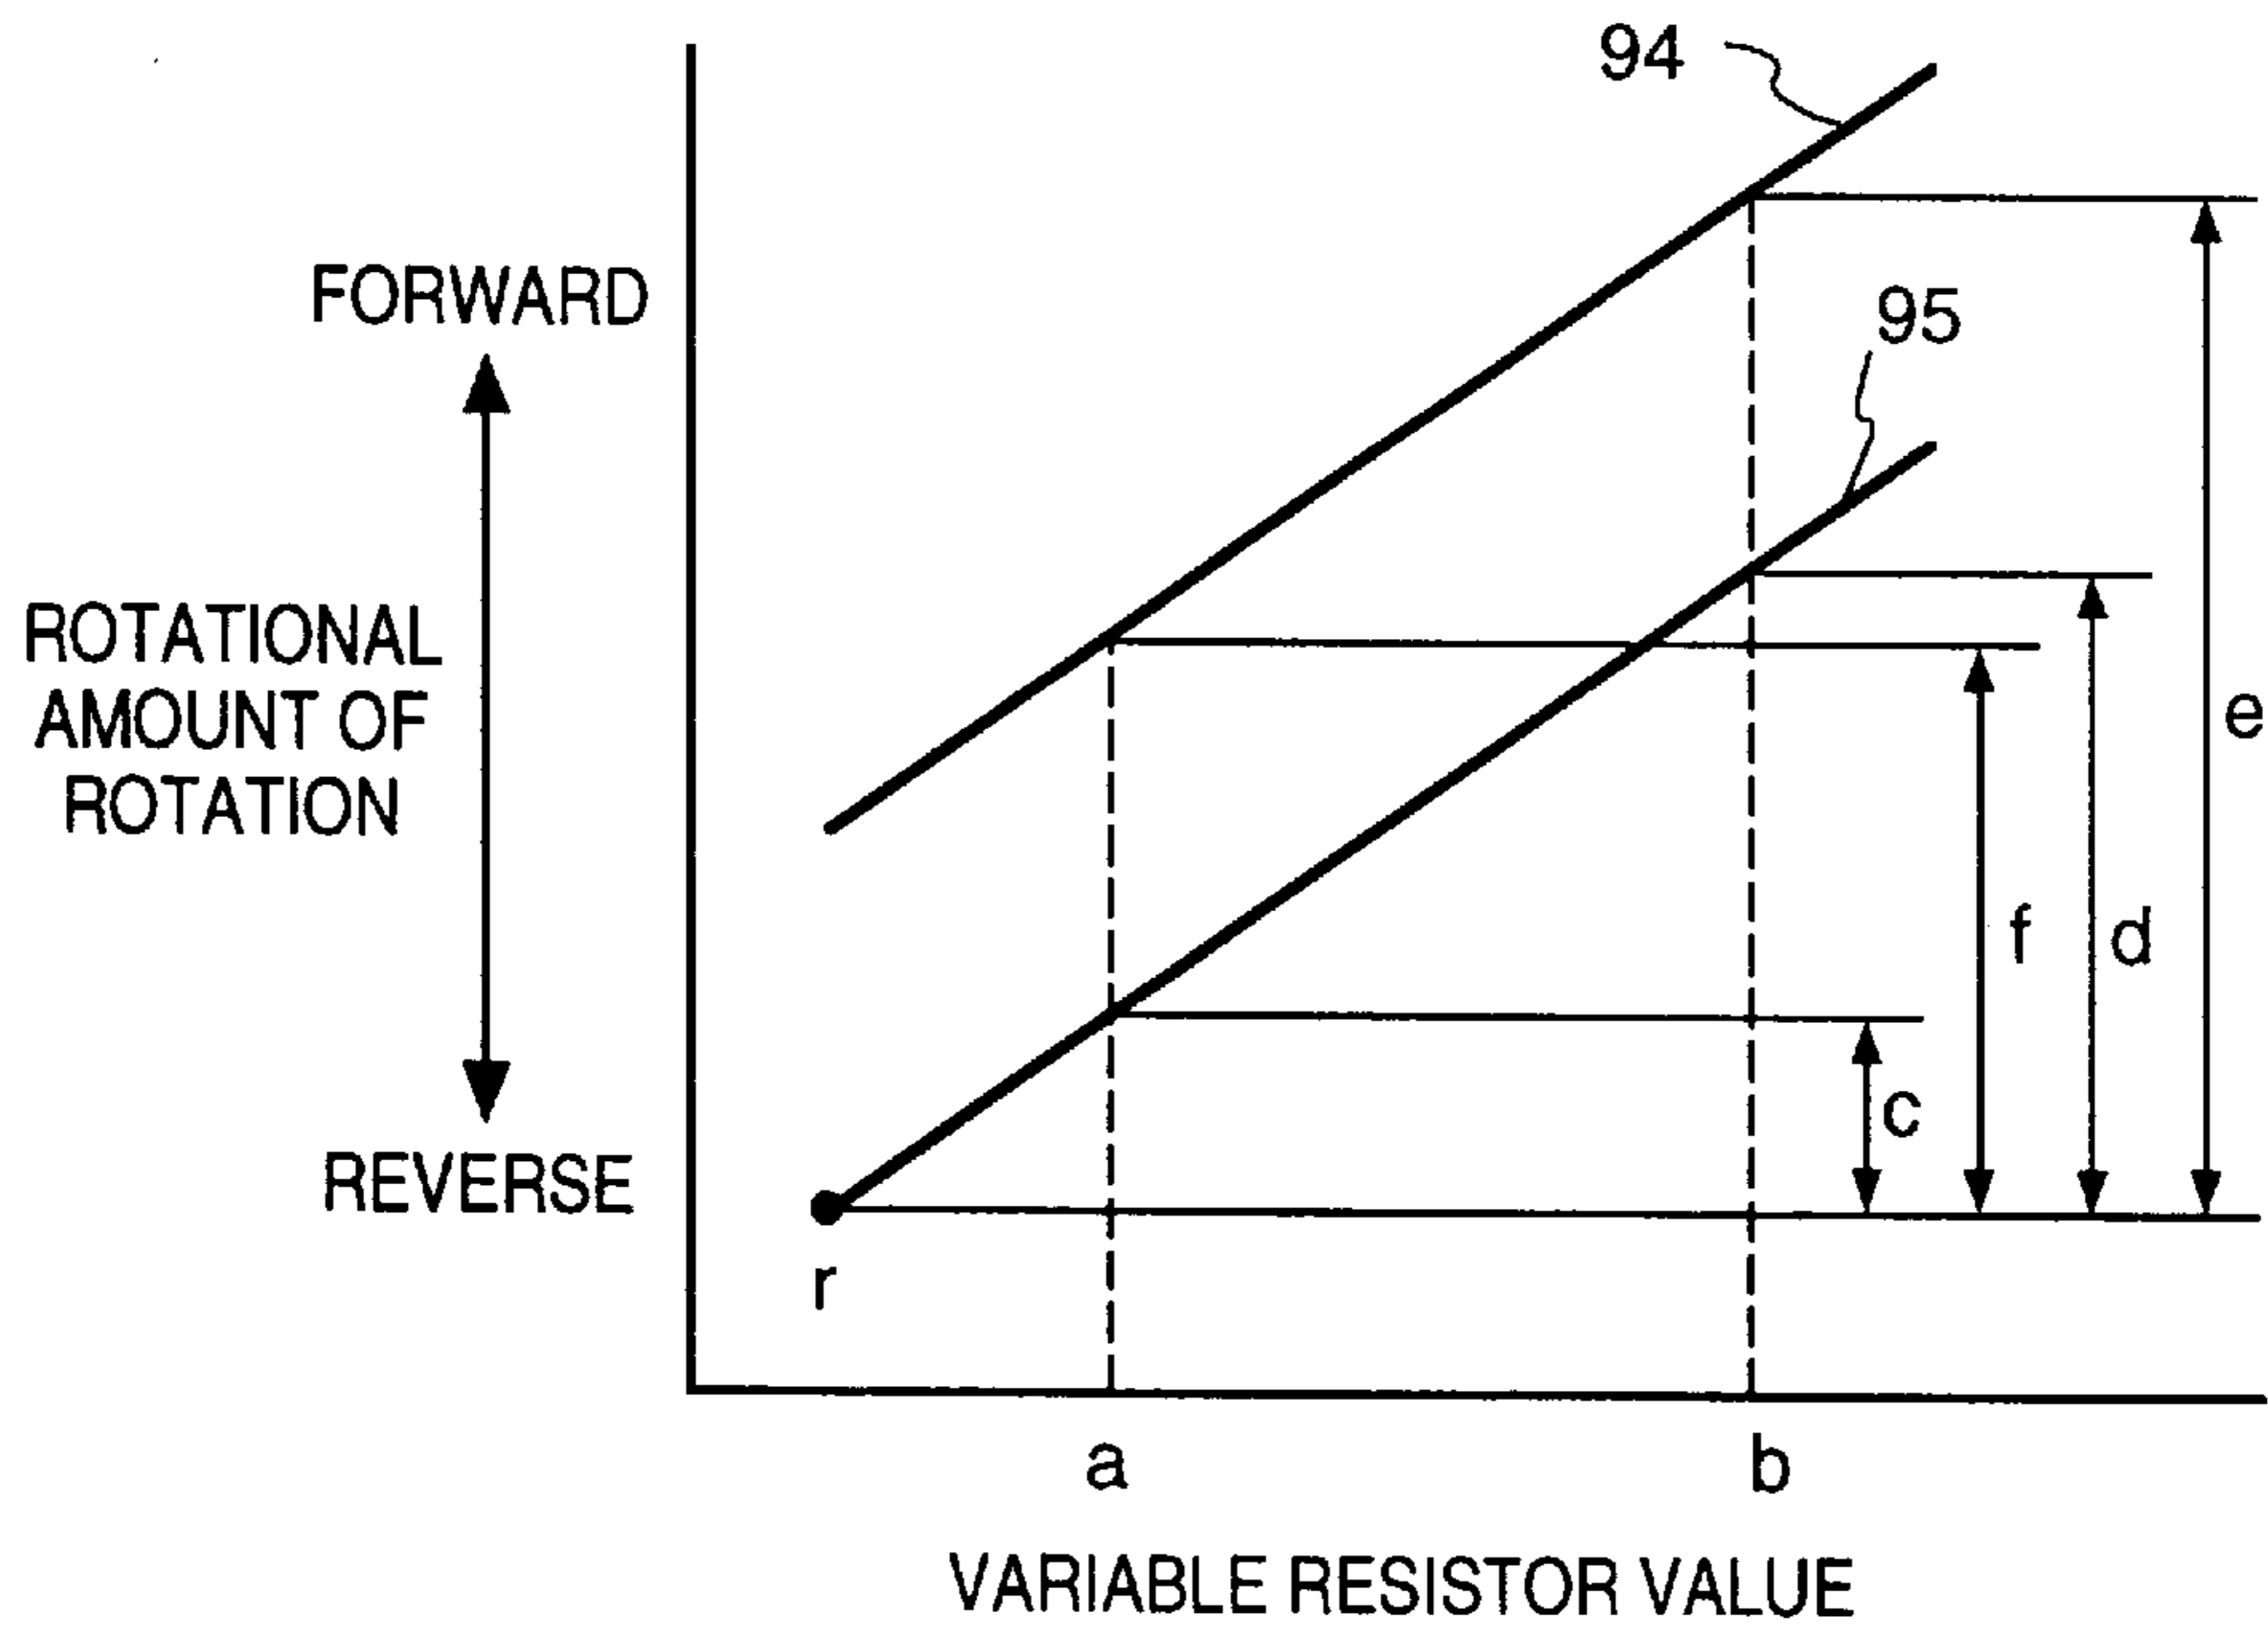 94
FORWARD
95
ROTATIONAL
AMOUNT OF
ROTATION
e
f
d
c
REVERSE
r
a
b
VARIABLE RESISTOR VALUE